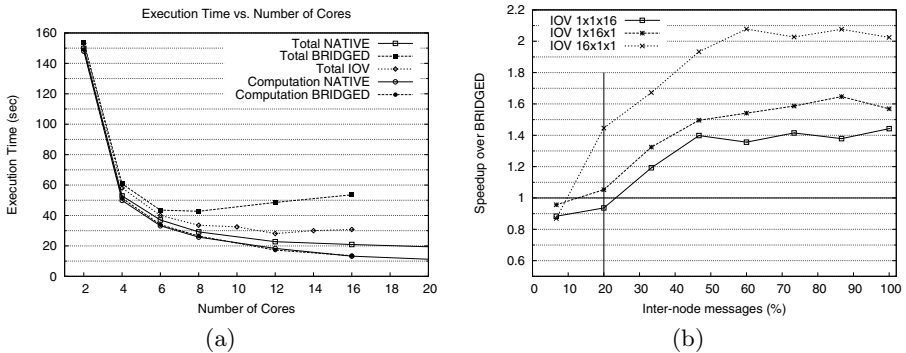 Execution Time vs. Number of Cores
160
140
120
100
80
60
40
20
0
Execution Time (sec)
Total NATIVE
Total BRIDGED
Total IOV
Computation NATIVE
Computation BRIDGED
2 4 6 8 10 12 14 16 18 20
Number of Cores
(a)
2.2
2
1.8
1.6
1.4
1.2
1
0.8
0.6
Speedup over BRIDGED
IOV 1x1x16
IOV 1x16x1
IOV 16x1x1
0 10 20 30 40 50 60 70 80 90 100
Inter-node messages (%)
(b)